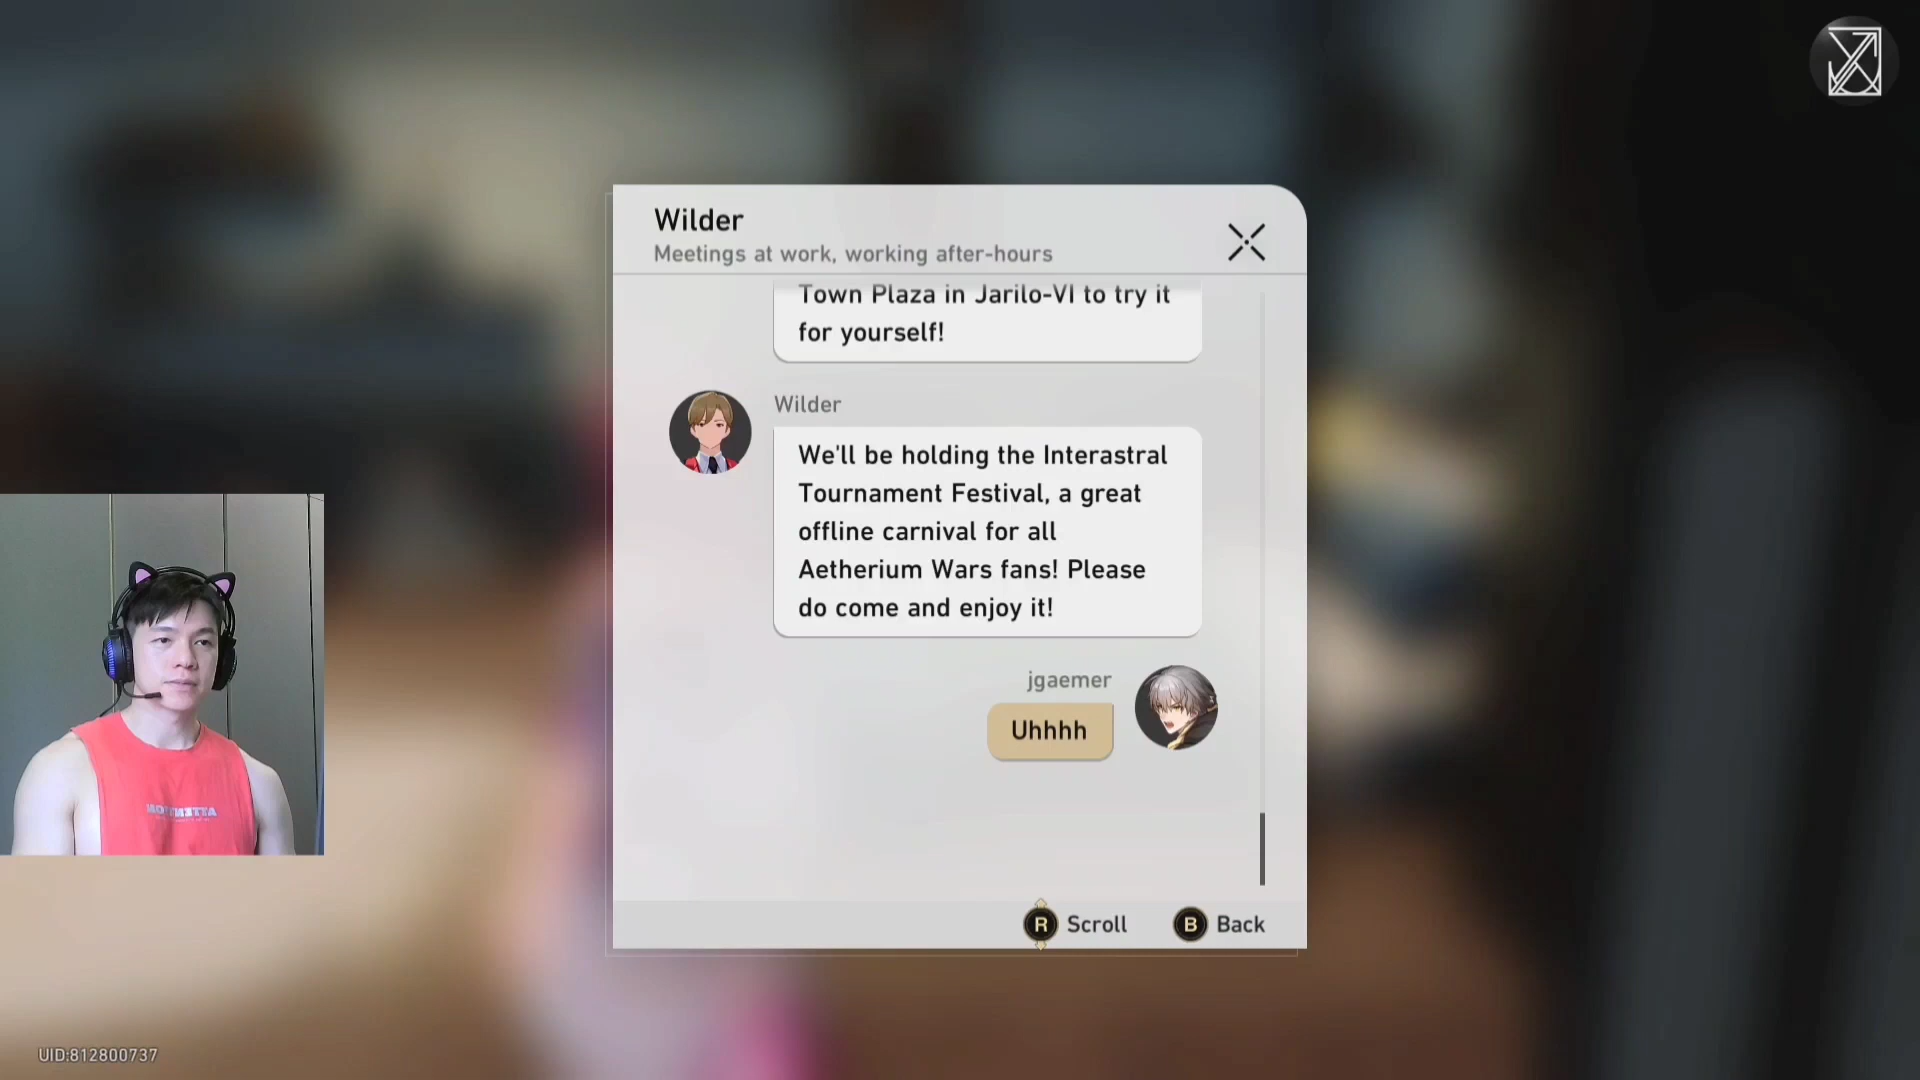 Wilder
Meetings at work, working after-hours
Town Plaza in Jarilo-VI to try it
for yourself!
Wilder
We'll be holding the Interastral
Tournament Festival, a great
offline carnival for all
Aetherium Wars fans! Please
do come and enjoy it!
jgaemer
Uhhhh
ATTENTION
R Scroll
B Back
UID:812800737